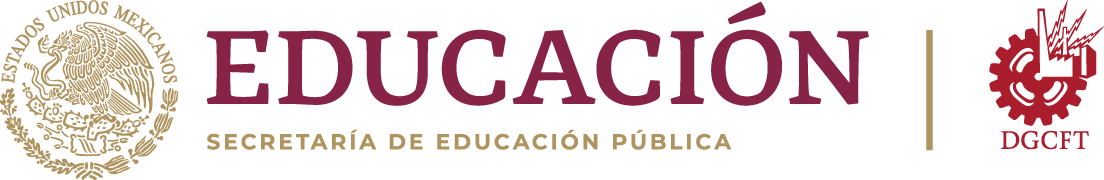 ESTADOS UNIDOS MEXICANOS
EDUCACIÓN
SECRETARÍA DE EDUCACIÓN PÚBLICA
DGCFT